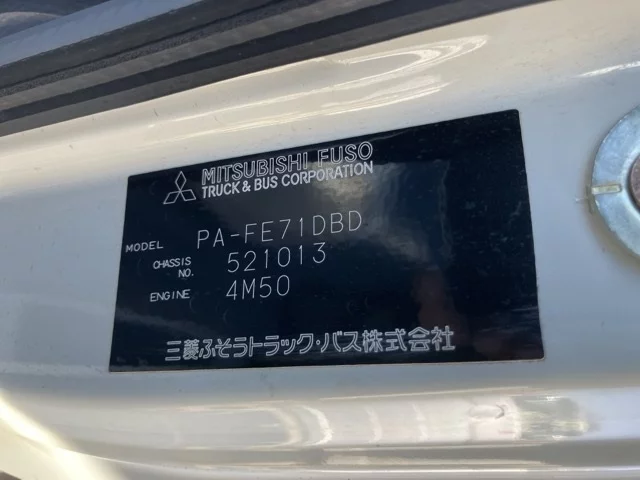 MITSUBISHI FUSO
TRUCK & BUS CORPORATION
MODEL PA-FE71DBD
CHASSIS NO. 521013
ENGINE 4M50
三菱ふそうトラック・バス株式会社